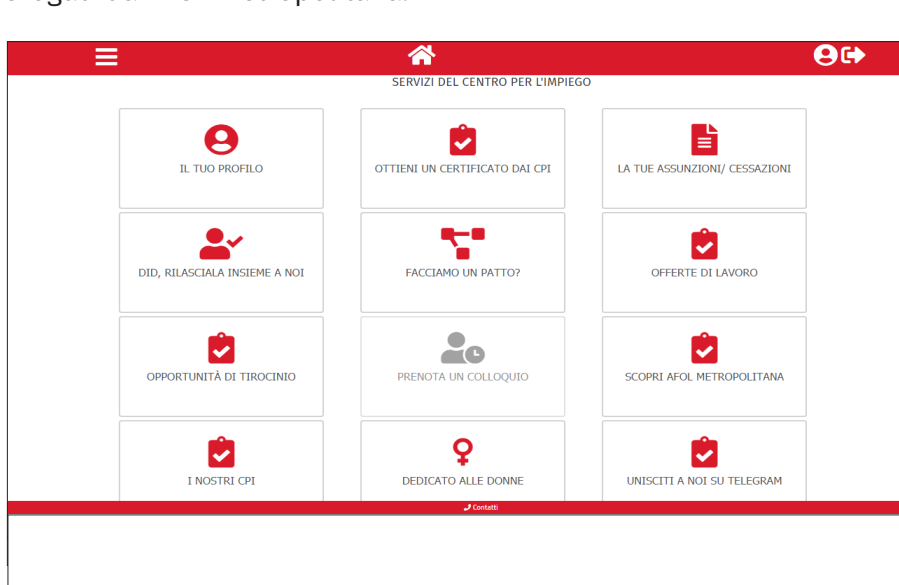 SERVIZI DEL CENTRO PER L'IMPIEGO
IL TUO PROFILO
OTTIENI UN CERTIFICATO DAI CPI
LA TUE ASSUNZIONI/ CESSAZIONI
DID, RILASCIALA INSIEME A NOI
FACCIAMO UN PATTO?
OFFERTE DI LAVORO
OPPORTUNITÀ DI TIROCINIO
PRENOTA UN COLLOQUIO
SCOPRI AFOL METROPOLITANA
I NOSTRI CPI
DEDICATO ALLE DONNE
UNISCITI A NOI SU TELEGRAM
Contatti